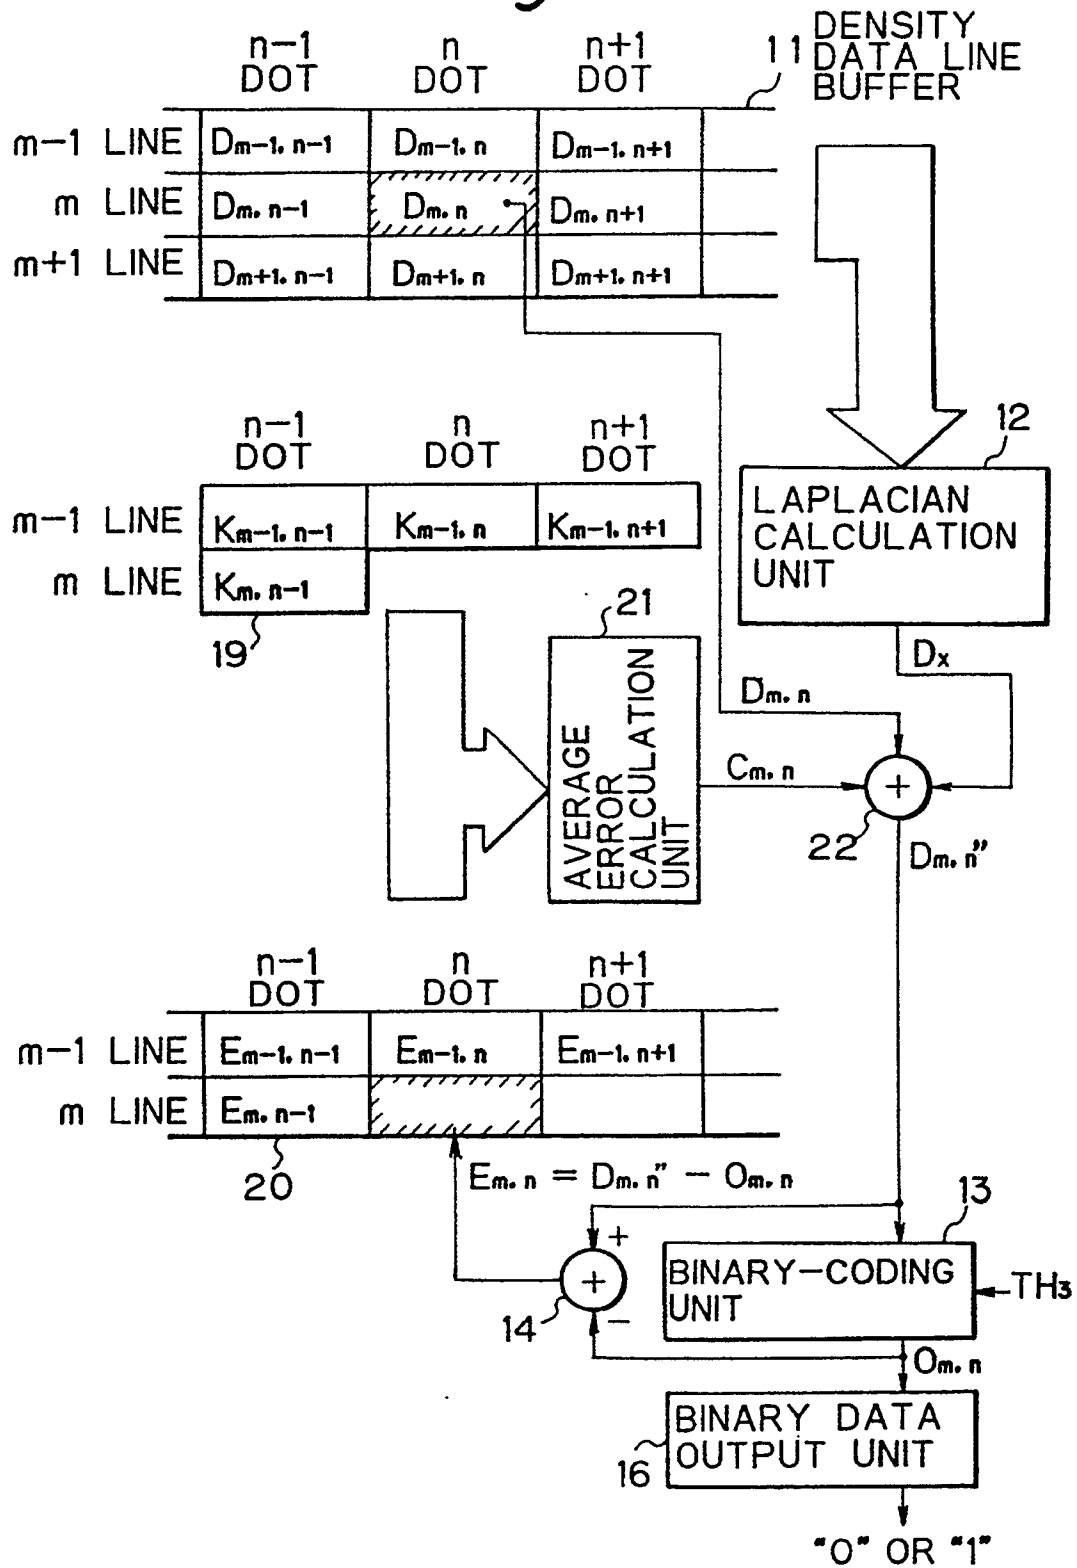 DENSITY
DATA LINE
BUFFER
11
n-1
DOT
n
DOT
n+1
DOT
m-1 LINE
Dm-1. n-1
Dm-1. n
Dm-1. n+1
m LINE
Dm. n-1
Dm. n
Dm. n+1
m+1 LINE
Dm+1. n-1
Dm+1. n
Dm+1. n+1
n-1
DOT
n
DOT
n+1
DOT
12
m-1 LINE
Km-1. n-1
Km-1. n
Km-1. n+1
LAPLACIAN
CALCULATION
UNIT
m LINE
Km. n-1
19
21
AVERAGE
ERROR
CALCULATION
UNIT
Dx
Dm. n
Cm. n
+
22
Dm. n"
n-1
DOT
n
DOT
n+1
DOT
m-1 LINE
Em-1. n-1
Em-1. n
Em-1. n+1
m LINE
Em. n-1
20
Em. n = Dm. n" - Om. n
13
+
+
-
14
BINARY-CODING
UNIT
TH3
Om. n
BINARY DATA
OUTPUT UNIT
16
"0" OR "1"